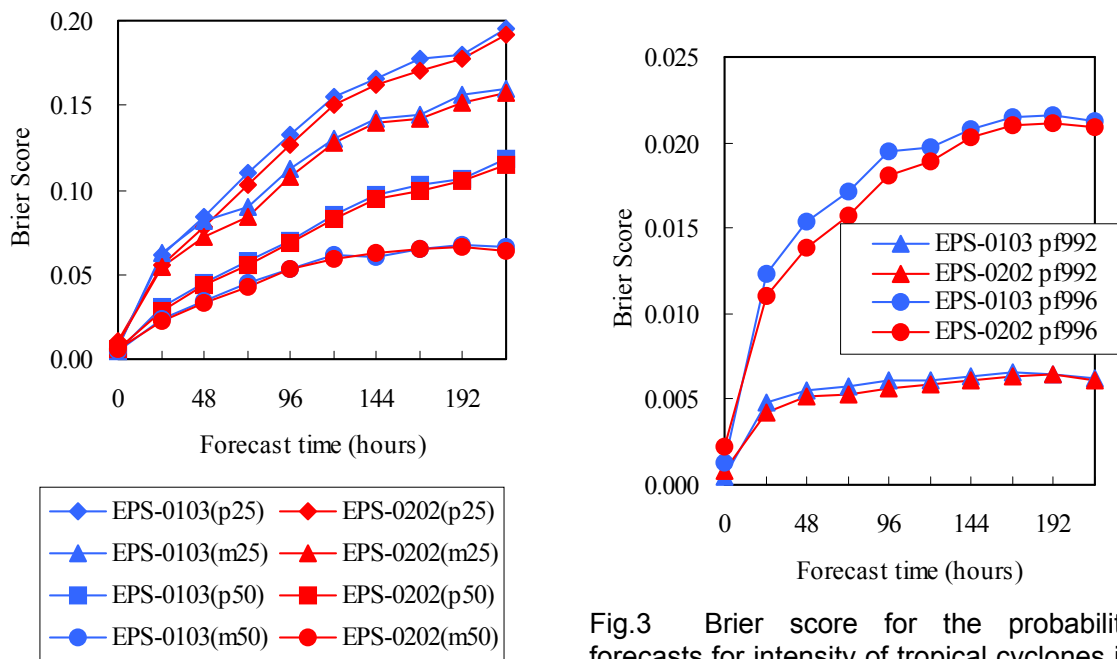 0.20
0.15
0.10
0.05
0.00
Brier Score
0 48 96 144 192
Forecast time (hours)
EPS-0103(p25) EPS-0202(p25)
EPS-0103(m25) EPS-0202(m25)
EPS-0103(p50) EPS-0202(p50)
EPS-0103(m50) EPS-0202(m50)
0.025
0.020
0.015
0.010
0.005
0.000
Brier Score
EPS-0103 pf992
EPS-0202 pf992
EPS-0103 pf996
EPS-0202 pf996
0 48 96 144 192
Forecast time (hours)
Fig.3 Brier score for the probabilit
forecasts for intensity of tropical cyclones i